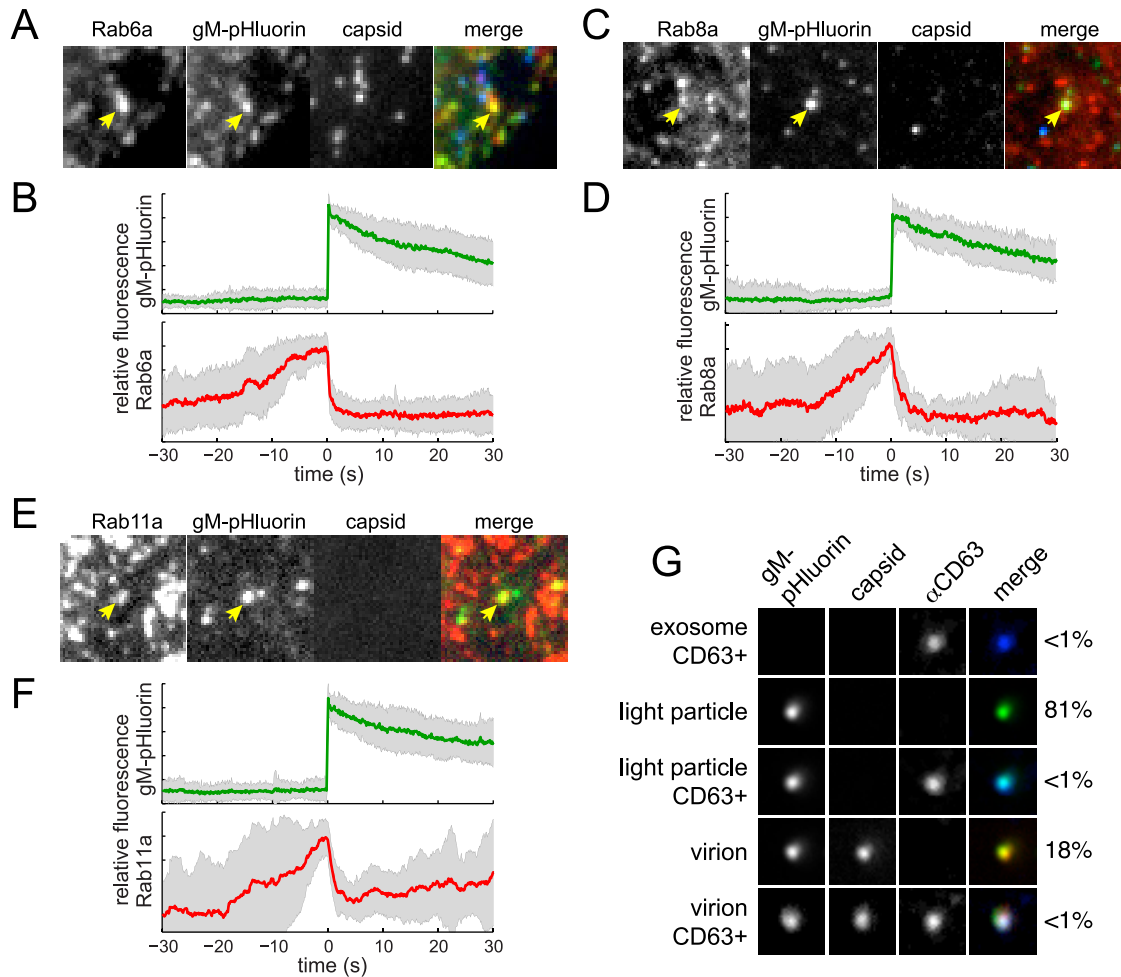 A
Rab6a gM-pHluorin capsid merge
B
relative fluorescence
gM-pHluorin
Rab6a
−30 −20 −10 0 10 20 30
time (s)
C
Rab8a gM-pHluorin capsid merge
D
relative fluorescence
gM-pHluorin
Rab8a
−30 −20 −10 0 10 20 30
time (s)
E
Rab11a gM-pHluorin capsid merge
F
relative fluorescence
gM-pHluorin
Rab11a
−30 −20 −10 0 10 20 30
time (s)
G
gM-
pHluorin
capsid
αCD63
merge
exosome
CD63+
<1%
light particle
81%
light particle
CD63+
<1%
virion
18%
virion
CD63+
<1%